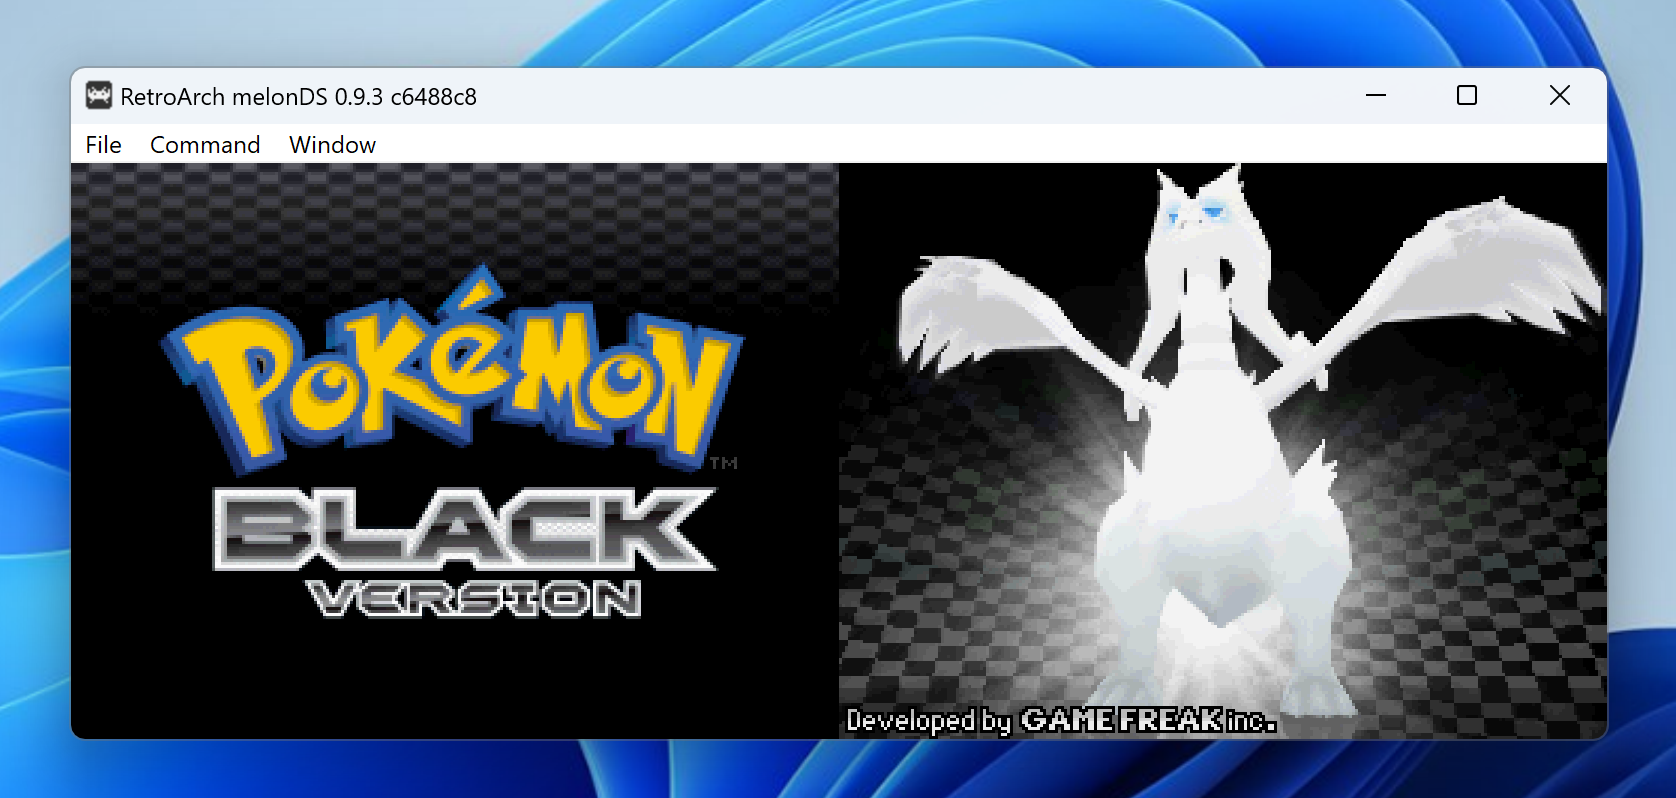 RetroArch melonDS 0.9.3 c6488c8
File Command Window
POKéMON
TM
BLACK
VERSION
Developed by GAME FREAK inc.